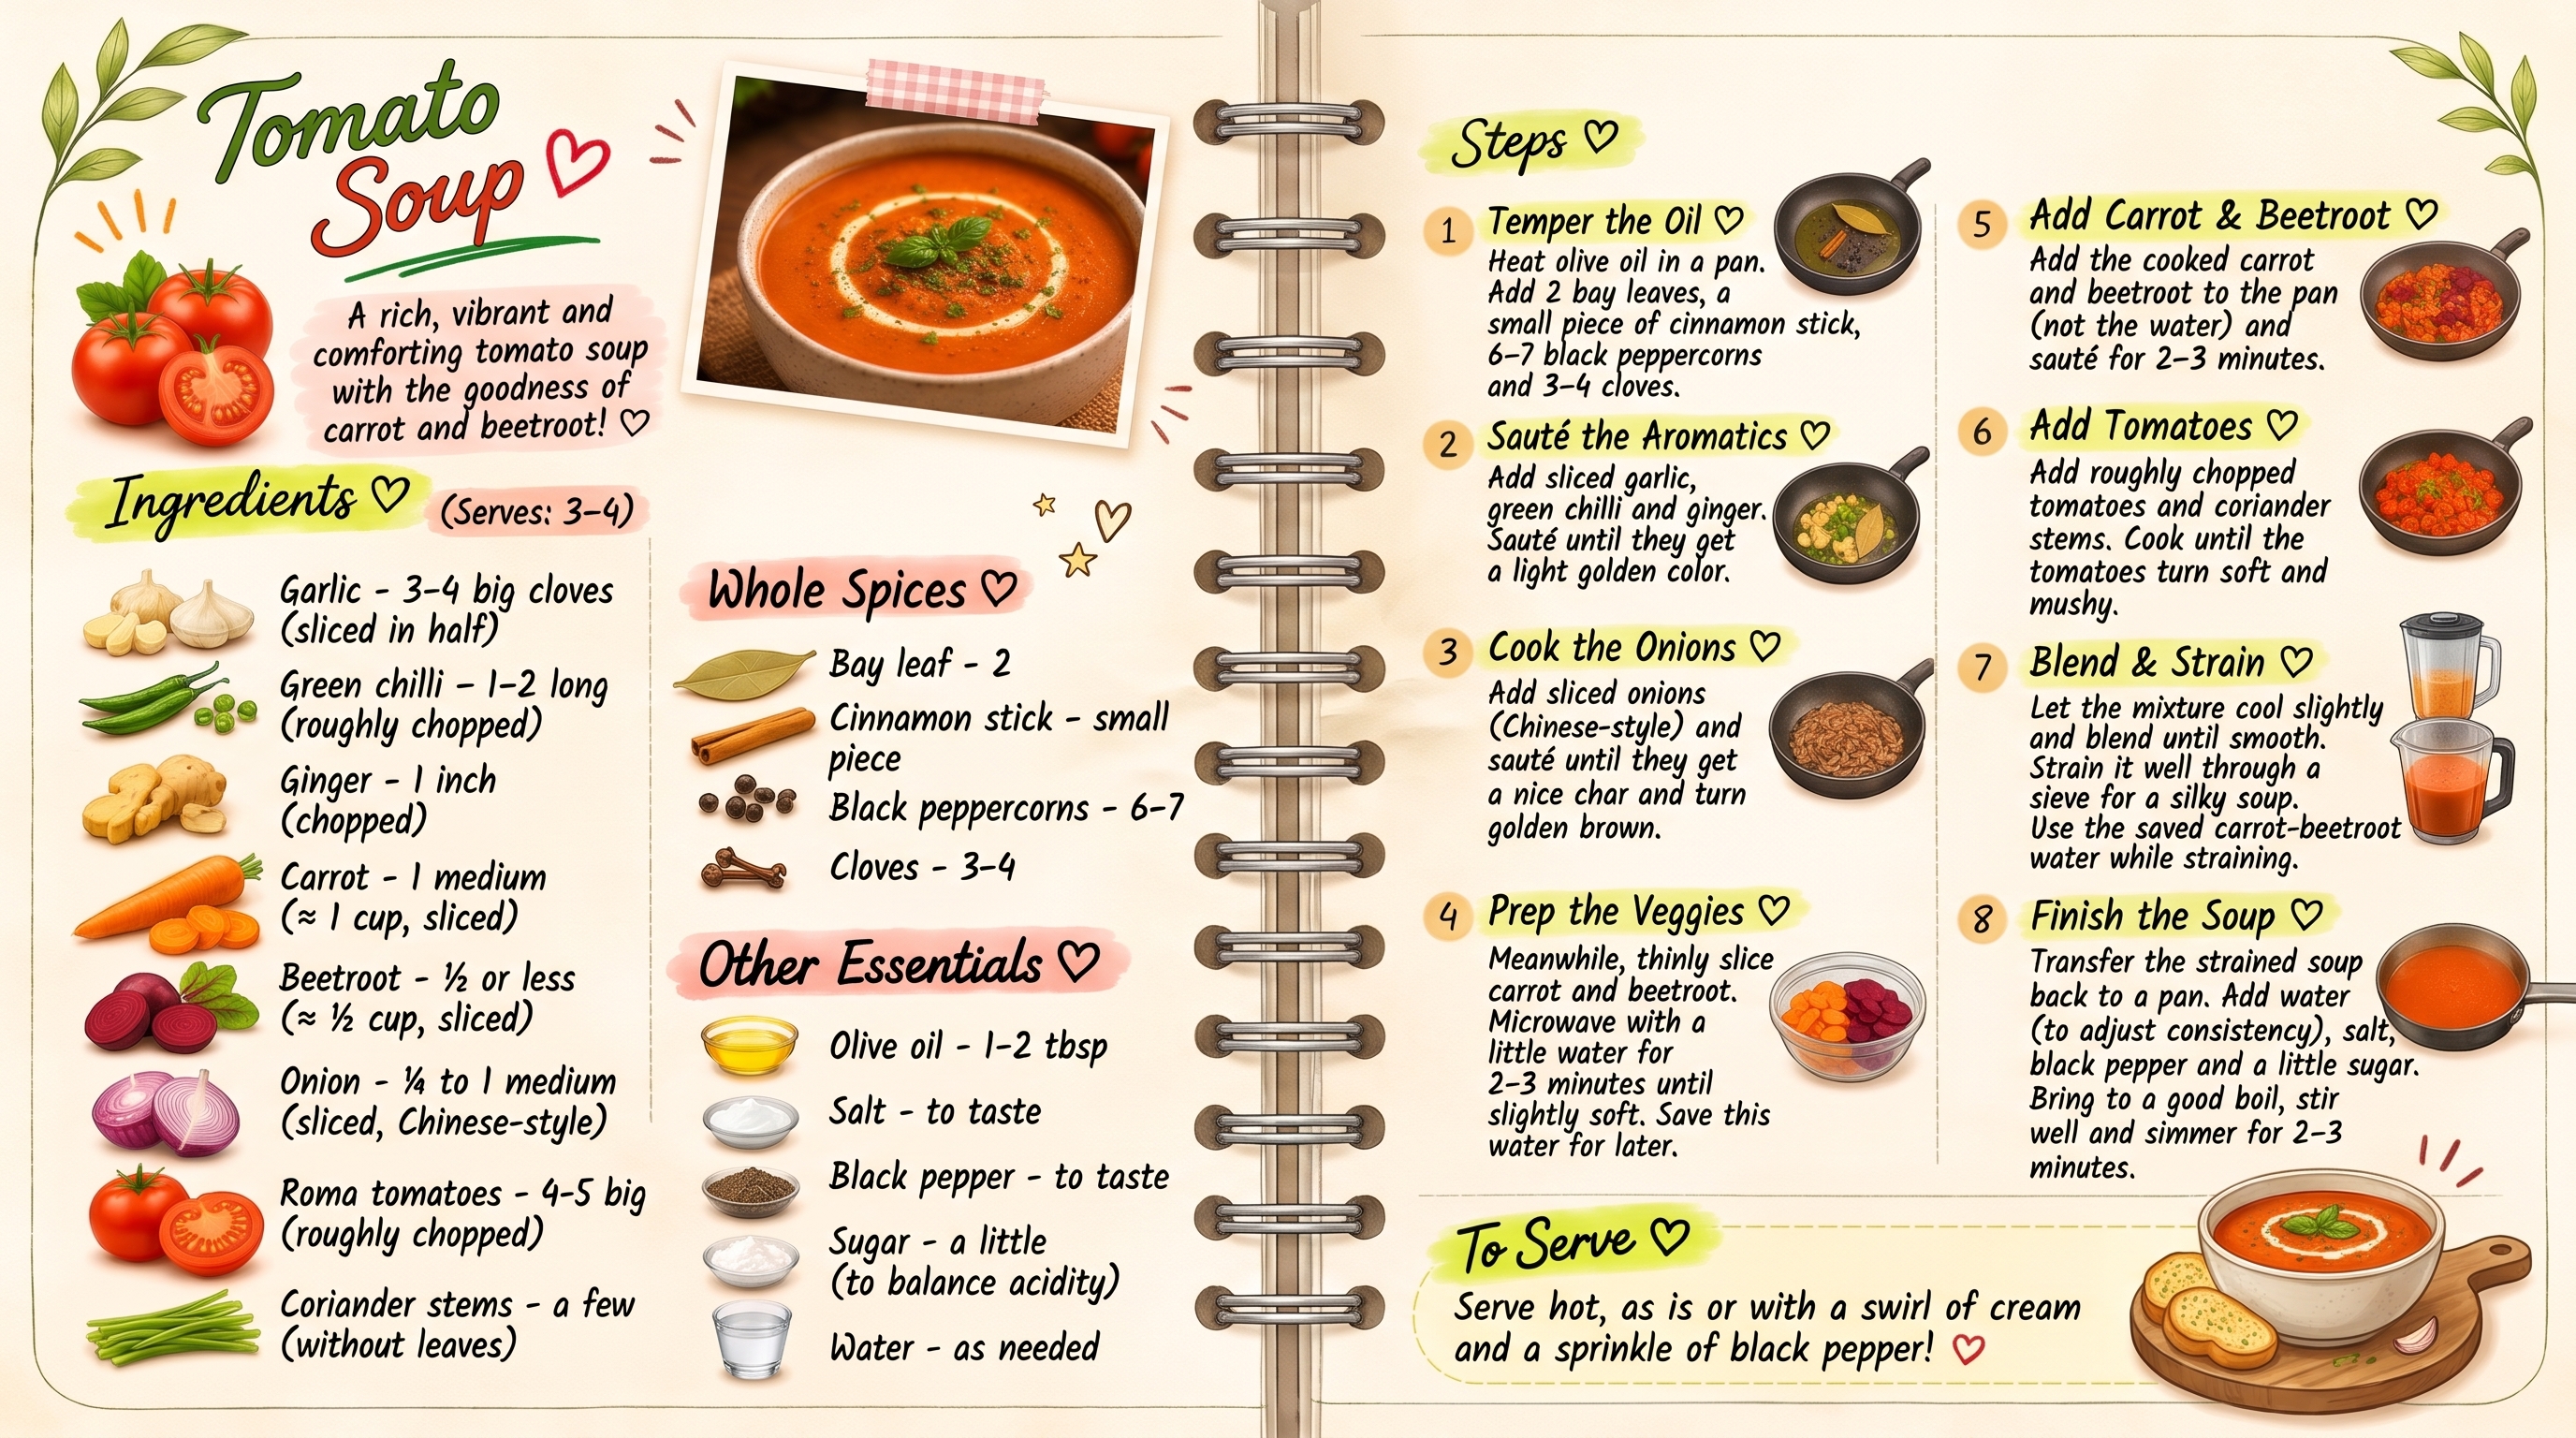 Tomato
Soup ♡
A rich, vibrant and
comforting tomato soup
with the goodness of
carrot and beetroot! ♡
Ingredients ♡ (Serves: 3–4)
Garlic – 3–4 big cloves
(sliced in half)
Green chilli – 1–2 long
(roughly chopped)
Ginger – 1 inch
(chopped)
Carrot – 1 medium
(≈ 1 cup, sliced)
Beetroot – ½ or less
(≈ ½ cup, sliced)
Onion – ¼ to 1 medium
(sliced, Chinese-style)
Roma tomatoes – 4-5 big
(roughly chopped)
Coriander stems – a few
(without leaves)
Whole Spices ♡
Bay leaf – 2
Cinnamon stick – small
piece
Black peppercorns – 6–7
Cloves – 3–4
Other Essentials ♡
Olive oil – 1–2 tbsp
Salt – to taste
Black pepper – to taste
Sugar – a little
(to balance acidity)
Water – as needed
Steps ♡
1 Temper the Oil ♡
Heat olive oil in a pan.
Add 2 bay leaves, a
small piece of cinnamon stick,
6–7 black peppercorns
and 3–4 cloves.
2 Sauté the Aromatics ♡
Add sliced garlic,
green chilli and ginger.
Sauté until they get
a light golden color.
3 Cook the Onions ♡
Add sliced onions
(Chinese-style) and
sauté until they get
a nice char and turn
golden brown.
4 Prep the Veggies ♡
Meanwhile, thinly slice
carrot and beetroot.
Microwave with a
little water for
2–3 minutes until
slightly soft. Save this
water for later.
5 Add Carrot & Beetroot ♡
Add the cooked carrot
and beetroot to the pan
(not the water) and
sauté for 2–3 minutes.
6 Add Tomatoes ♡
Add roughly chopped
tomatoes and coriander
stems. Cook until the
tomatoes turn soft and
mushy.
7 Blend & Strain ♡
Let the mixture cool slightly
and blend until smooth.
Strain it well through a
sieve for a silky soup.
Use the saved carrot-beetroot
water while straining.
8 Finish the Soup ♡
Transfer the strained soup
back to a pan. Add water
(to adjust consistency), salt,
black pepper and a little sugar.
Bring to a good boil, stir
well and simmer for 2–3
minutes.
To Serve ♡
Serve hot, as is or with a swirl of cream
and a sprinkle of black pepper! ♡